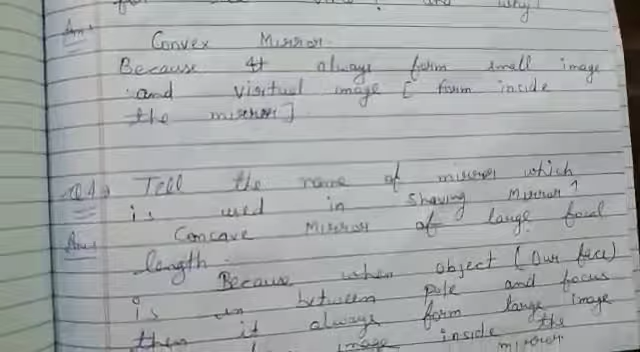 why!
Ans:
Convex Mirror.
Because It always form small image
and virtual image [ form inside
the mirror]
Q1. Tell the name of mirror which
is used in shaving Mirror?
Ans: Concave Mirror of large focal
length.
Because when object (Our face)
is in between pole and focus
then it always form large image
image inside the
mirror